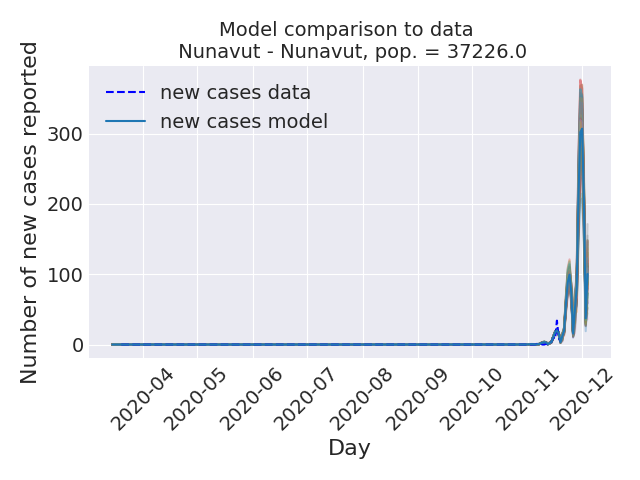 Model comparison to data
Nunavut - Nunavut, pop. = 37226.0
Number of new cases reported
new cases data
new cases model
300
200
100
0
2020-04
2020-05
2020-06
2020-07
2020-08
2020-09
2020-10
2020-11
2020-12
Day